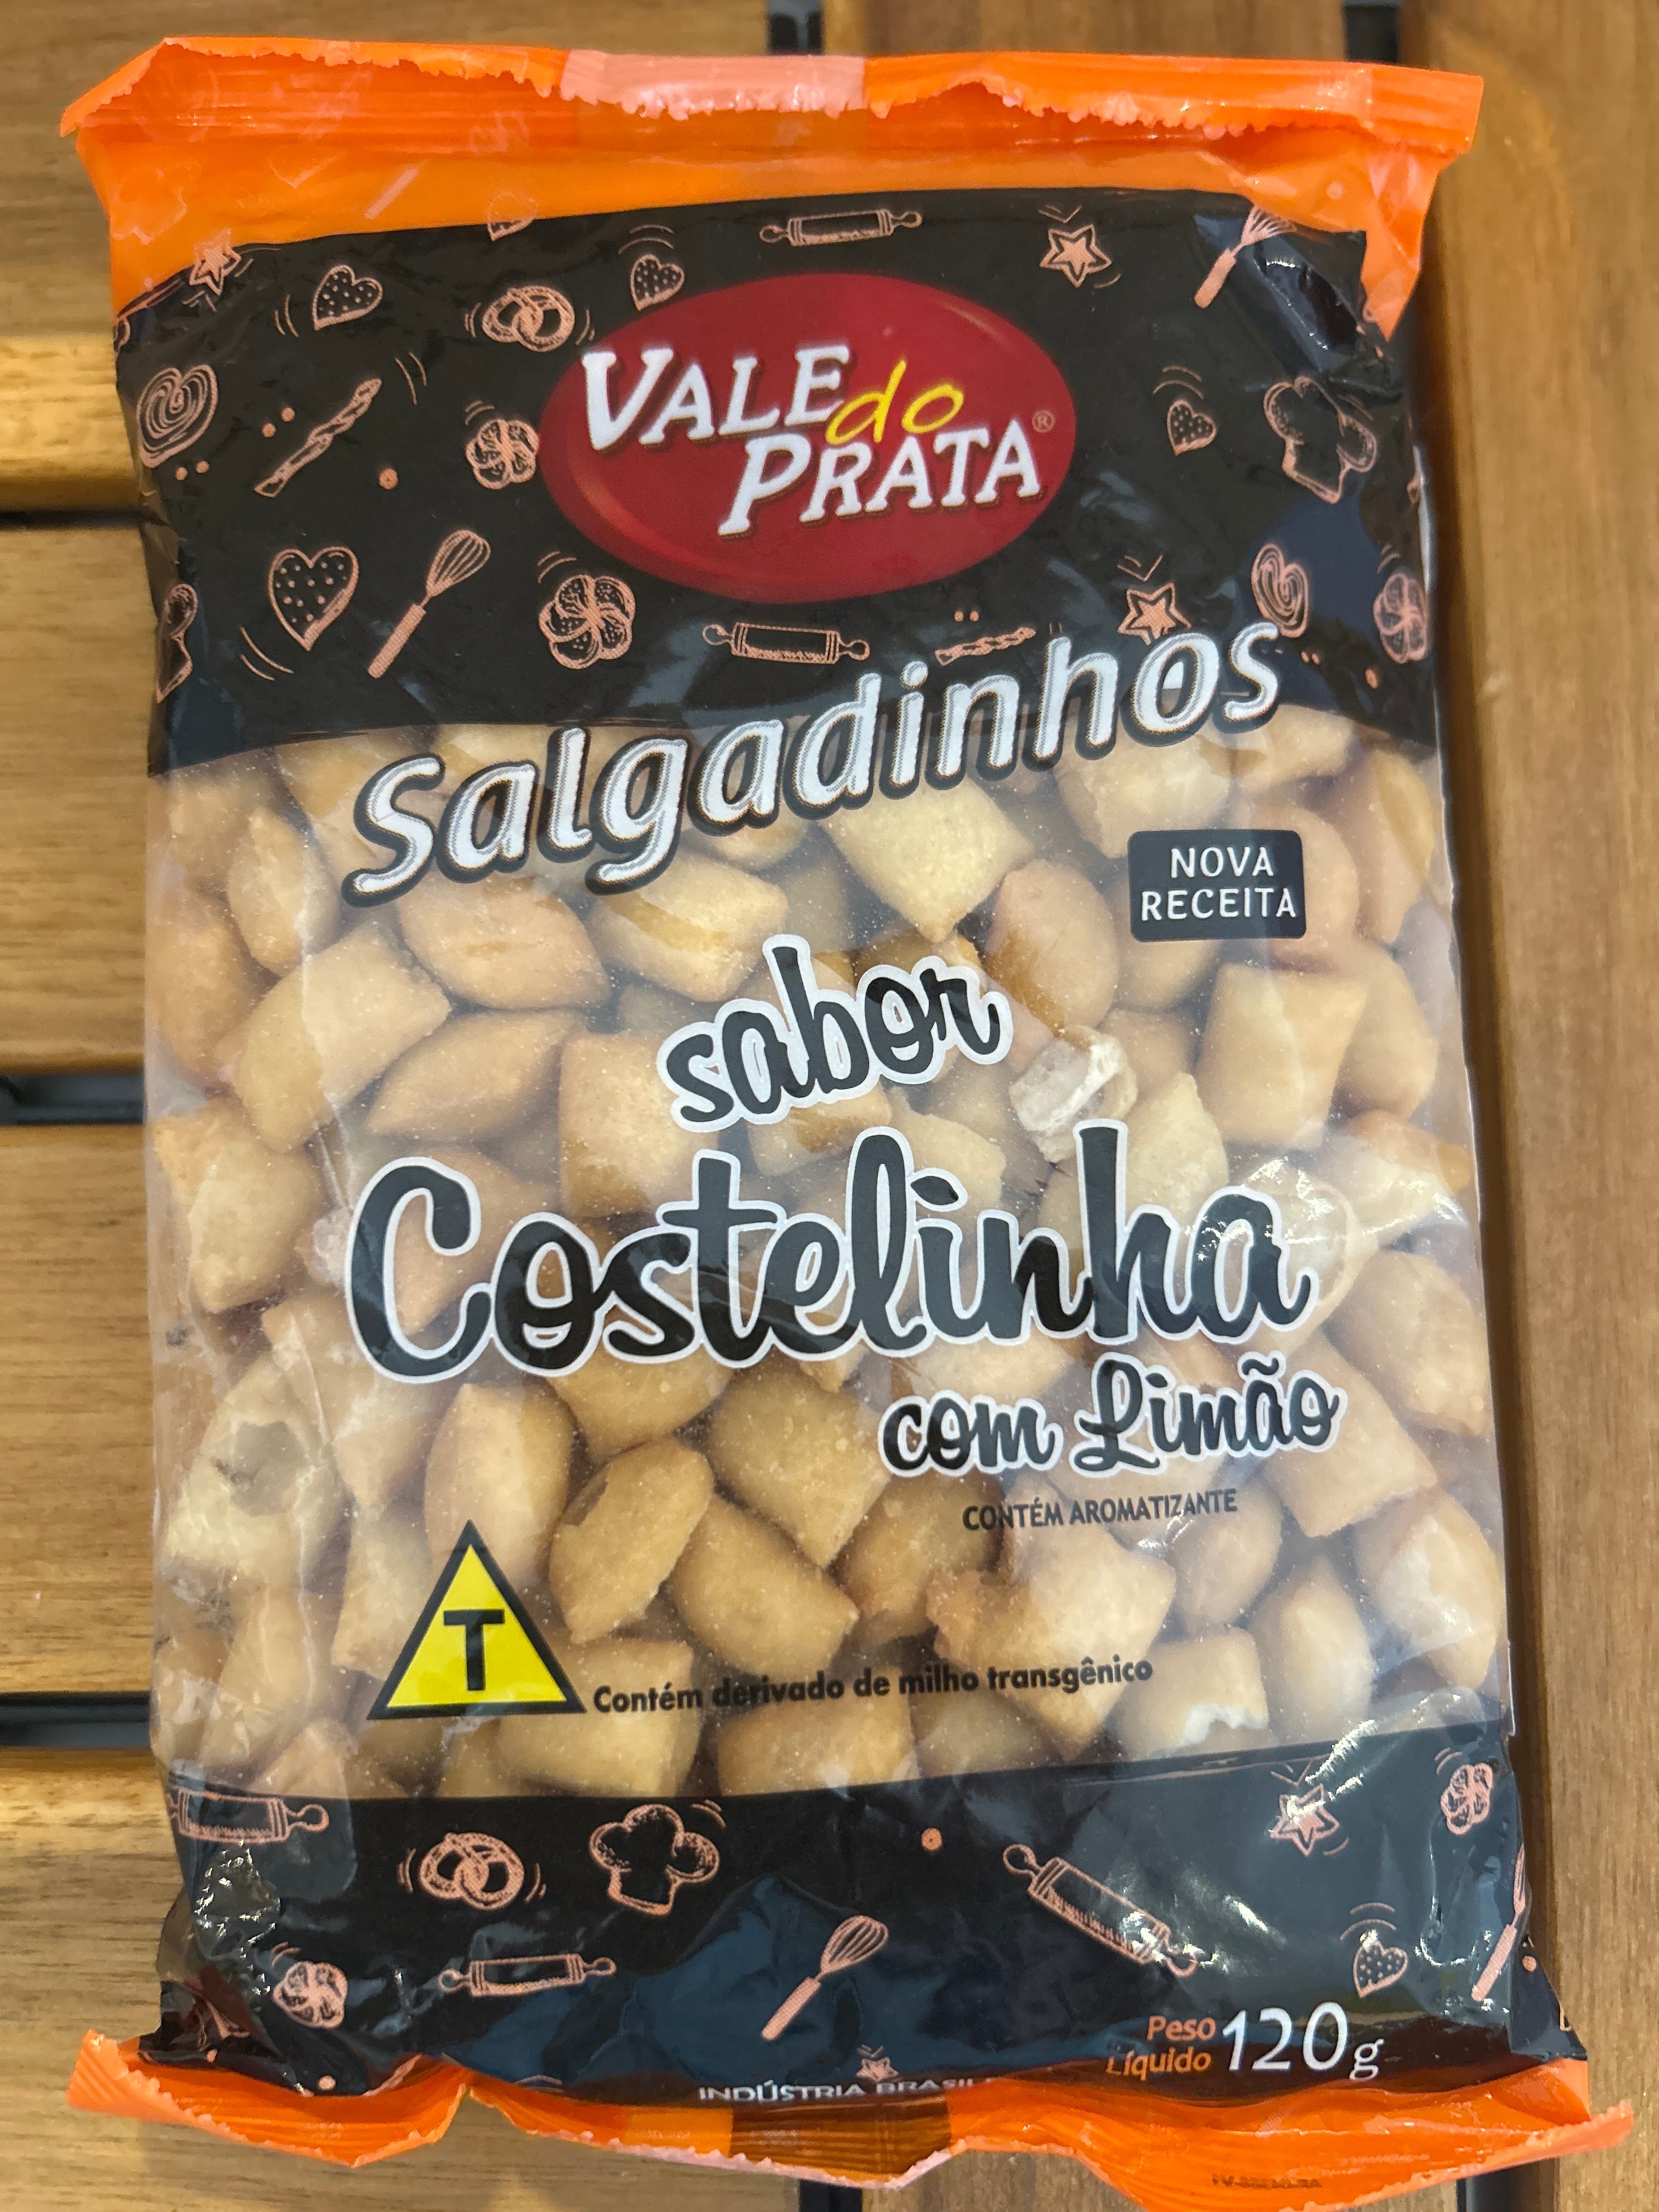 VALE do
PRATA®
Salgadinhos
NOVA
RECEITA
sabor
Costelinha
com Limão
CONTÉM AROMATIZANTE
T
Contém derivado de milho transgênico
Peso
Líquido 120g
INDÚSTRIA